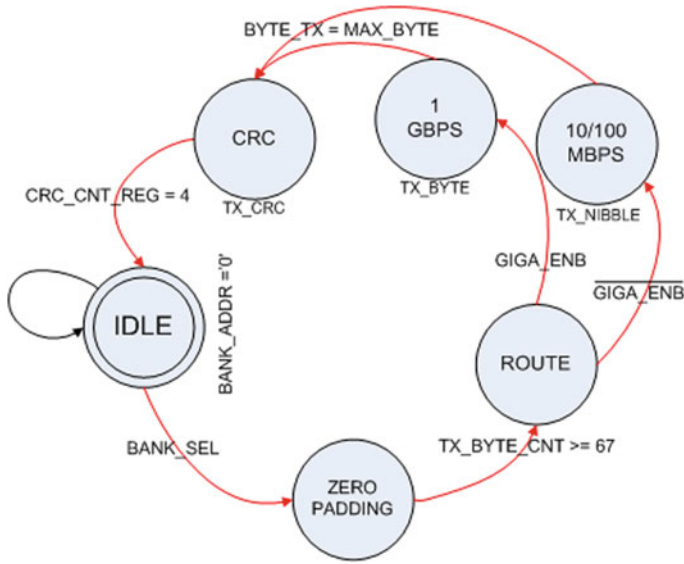 BYTE_TX = MAX_BYTE
1
GBPS
10/100
MBPS
CRC
TX_BYTE
TX_CRC
TX_NIBBLE
CRC_CNT_REG = 4
GIGA_ENB
GIGA_ENB
BANK_ADDR ='0'
IDLE
ROUTE
BANK_SEL
TX_BYTE_CNT >= 67
ZERO
PADDING